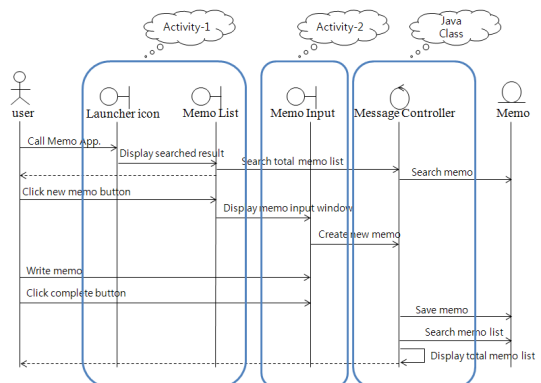 Activity-1
Activity-2
Java
Class
user
Launcher icon
Memo List
Memo Input
Message Controller
Memo
Call Memo App.
Display searched result
Search total memo list
Search memo
Click new memo button
Display memo input window
Create new memo
Write memo
Click complete button
Save memo
Search memo list
Display total memo list